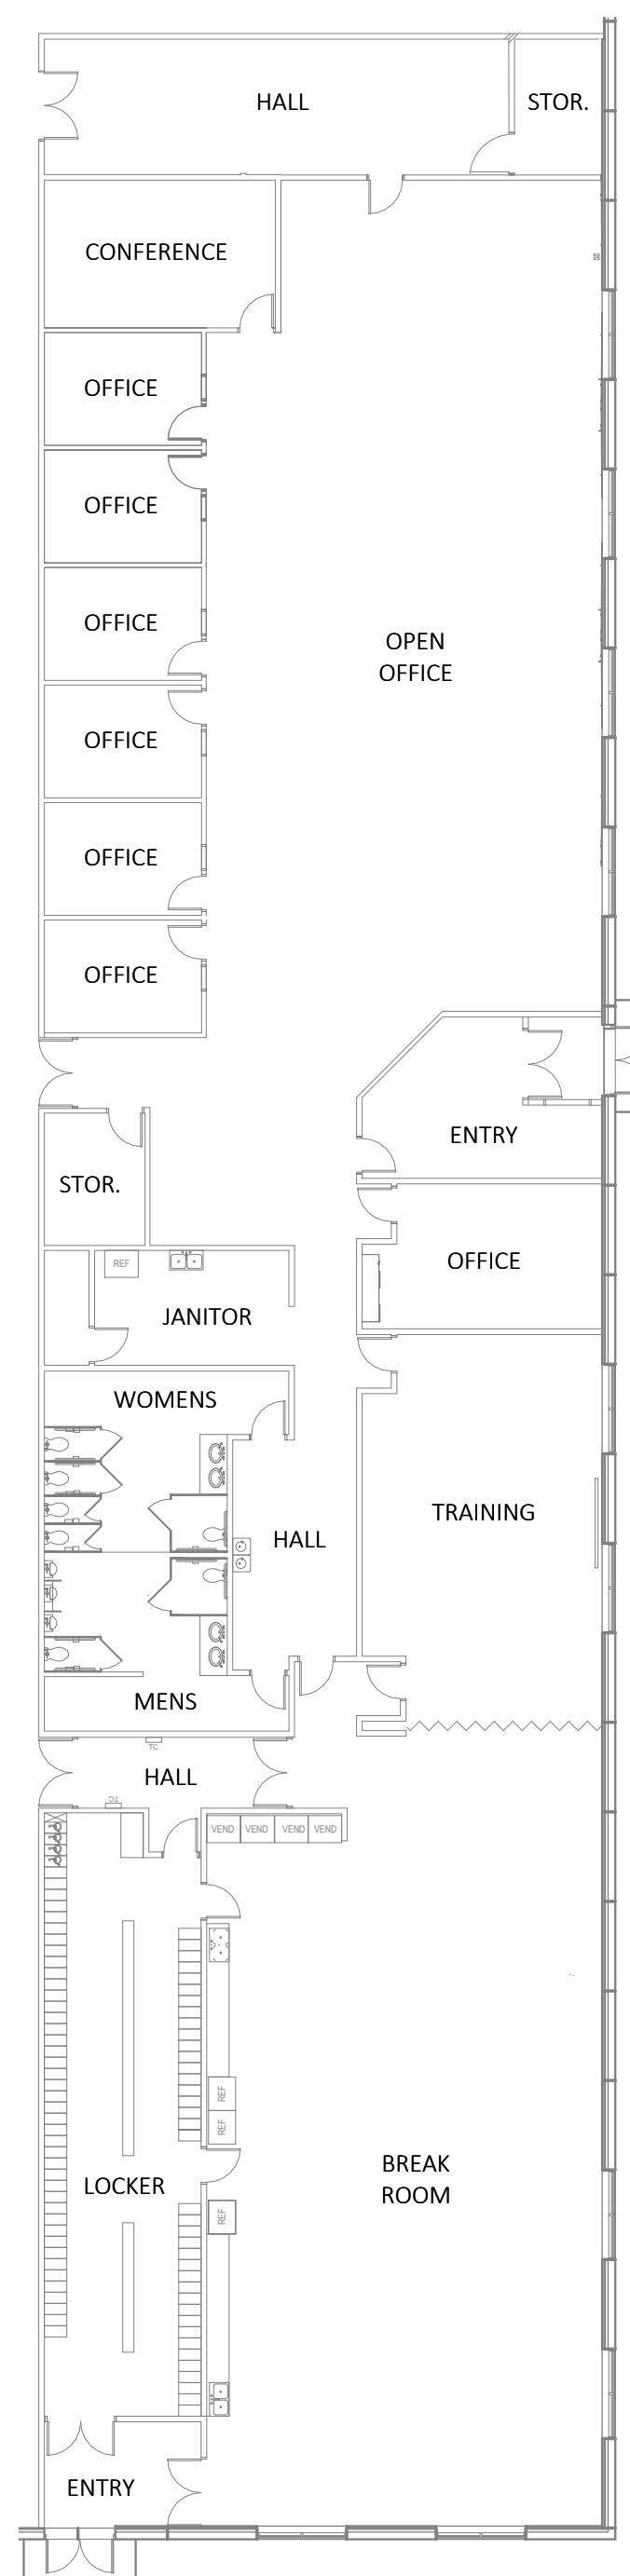 HALL
STOR.
CONFERENCE
OFFICE
OFFICE
OFFICE
OPEN
OFFICE
OFFICE
OFFICE
OFFICE
ENTRY
STOR.
OFFICE
REF
JANITOR
WOMENS
TRAINING
HALL
MENS
TC
HALL
TC
VEND
VEND
VEND
VEND
REF
REF
BREAK
ROOM
LOCKER
REF
ENTRY